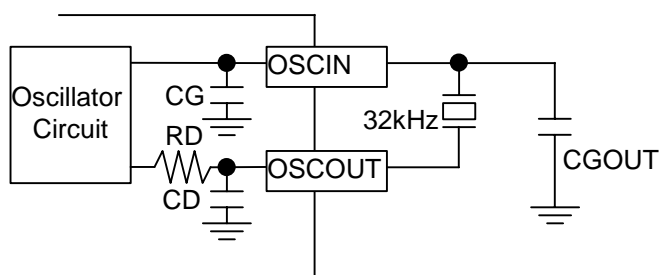 OSCIN
Oscillator
Circuit
CG
32kHz
RD
CGOUT
OSCOUT
CD